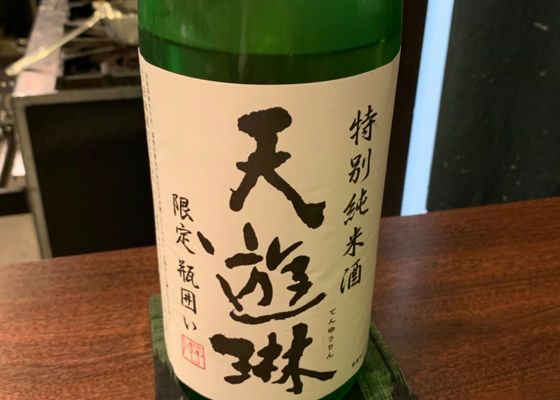 特別純米酒
天遊琳
てんゆうりん
限定瓶囲い